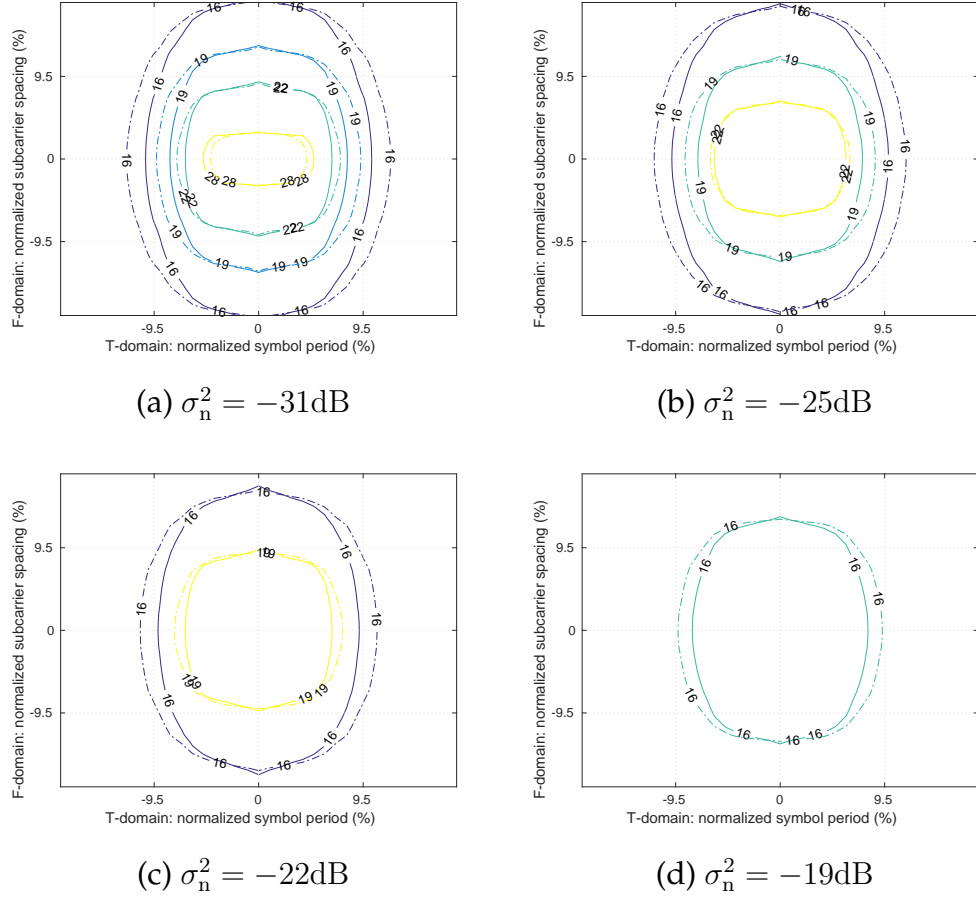 F-domain: normalized subcarrier spacing (%)
9.5
0
-9.5
16 16
16 16
19 19
19 19
22
22
16 16
19
19
28 28 28 28
22
22
22
22
19 19 19 19
16 16
16 16
-9.5 0 9.5
T-domain: normalized symbol period (%)
(a) σ²ₙ = −31dB
F-domain: normalized subcarrier spacing (%)
9.5
0
-9.5
16
16
16 16
19
19 19
22
22
22
22
16
16
19 19
19
16 16
16
-9.5 0 9.5
T-domain: normalized symbol period (%)
(b) σ²ₙ = −25dB
F-domain: normalized subcarrier spacing (%)
9.5
0
-9.5
16
16 16
19
19
16 16
19
19
19 19
16 16
16 16
-9.5 0 9.5
T-domain: normalized symbol period (%)
(c) σ²ₙ = −22dB
F-domain: normalized subcarrier spacing (%)
9.5
0
-9.5
16 16
16 16
16 16
16 16 16 16
-9.5 0 9.5
T-domain: normalized symbol period (%)
(d) σ²ₙ = −19dB